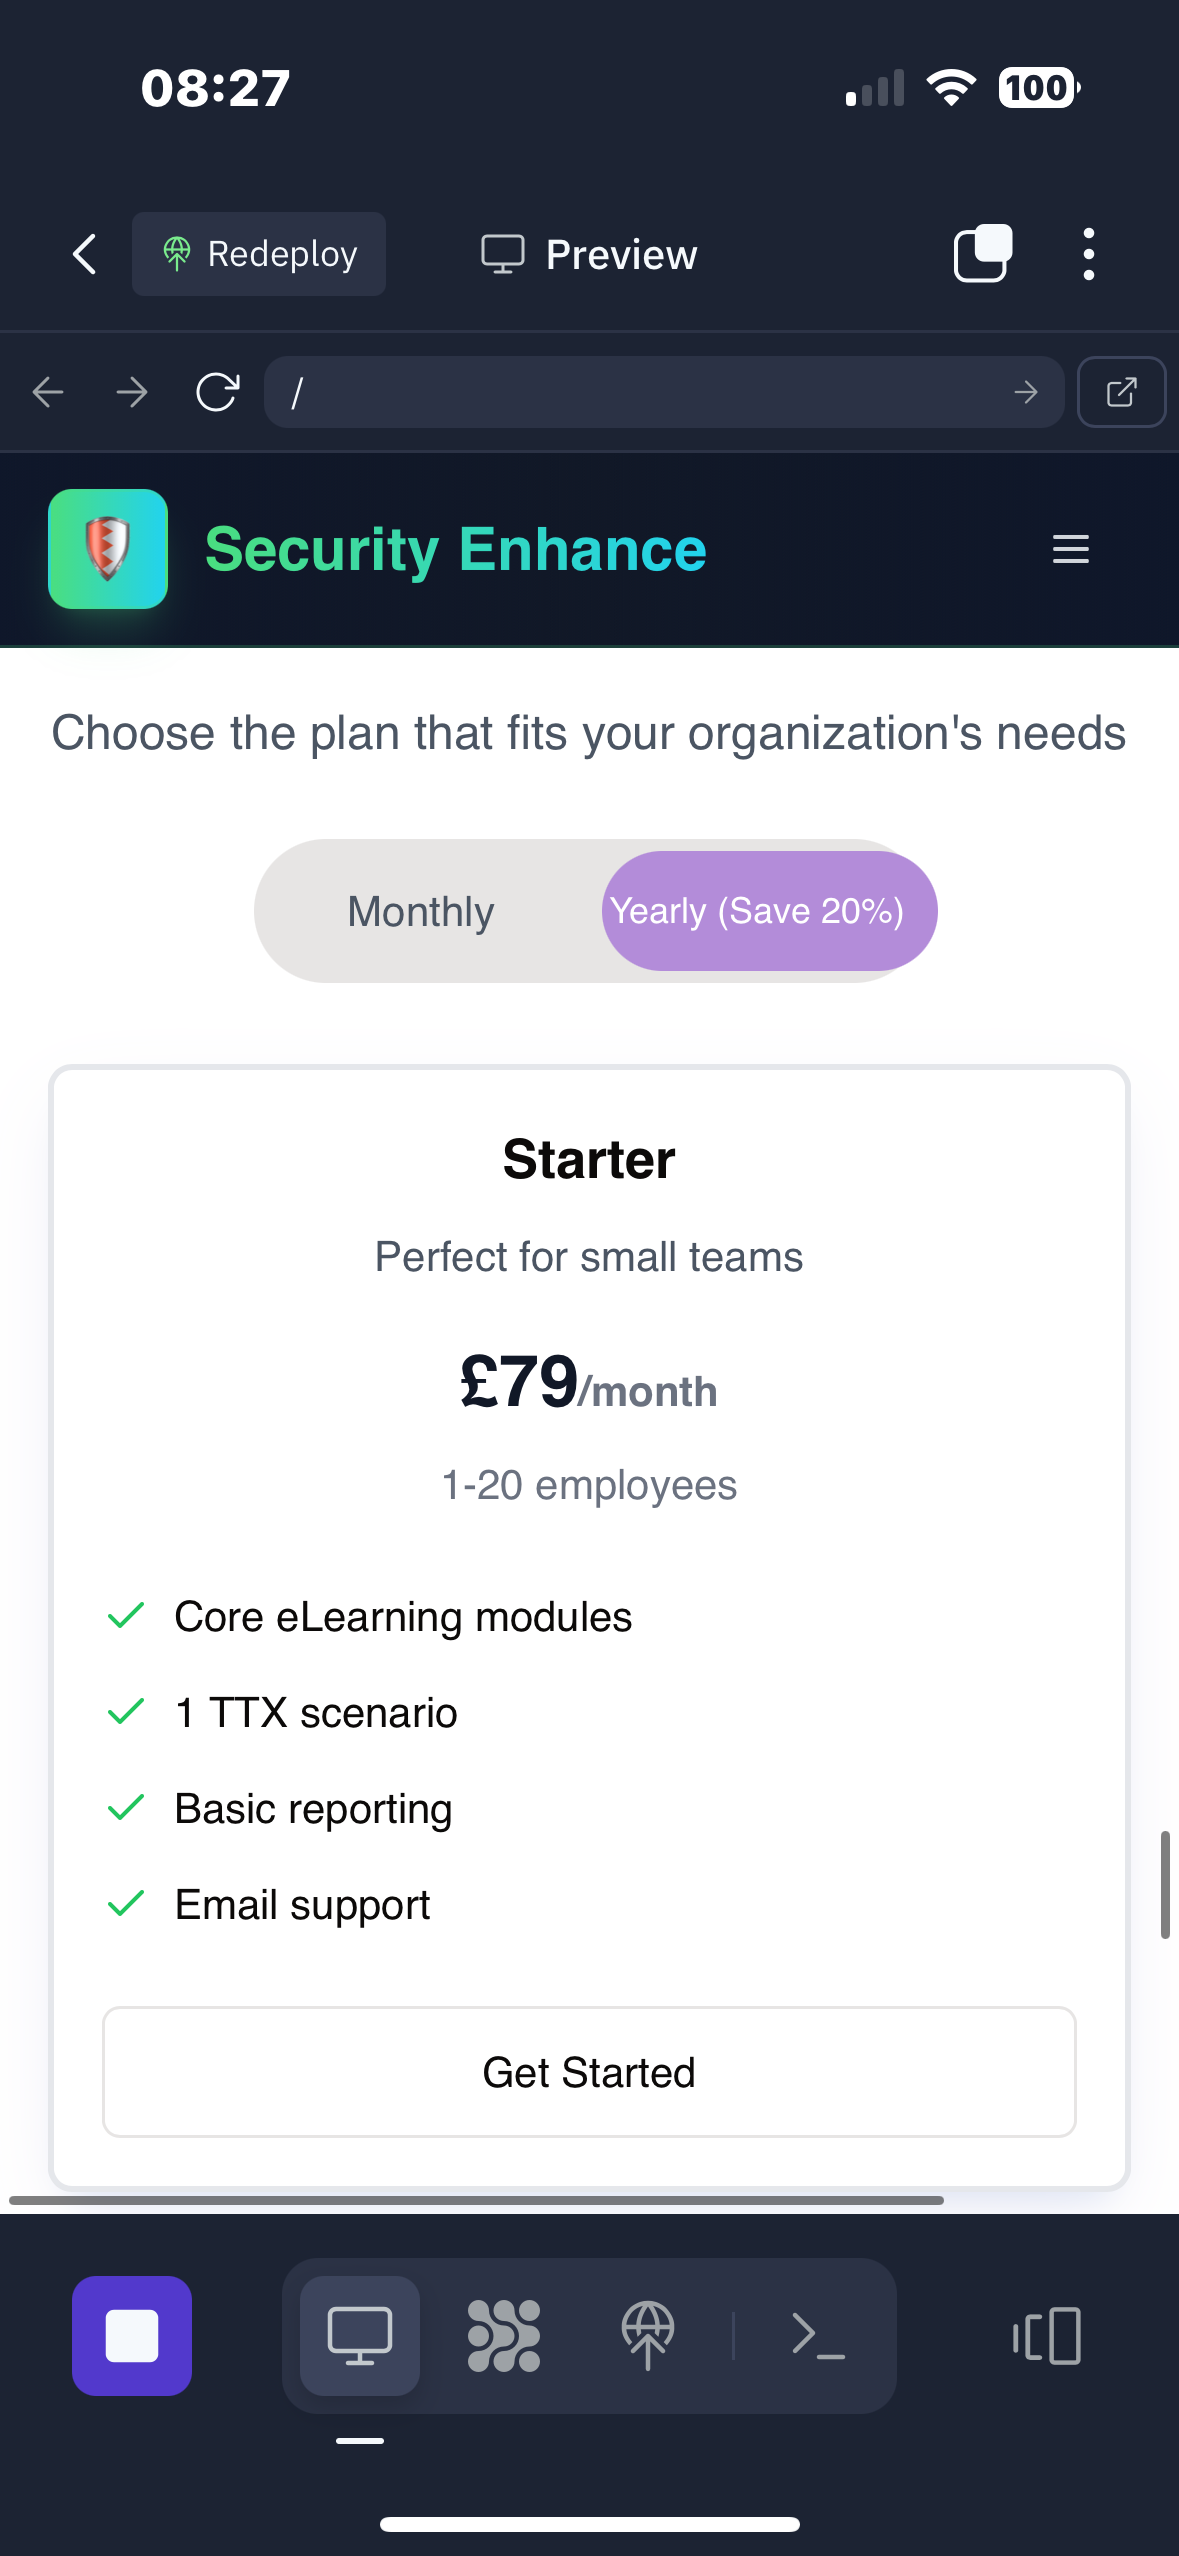 08:27
100
Redeploy
Preview
/
Security Enhance
Choose the plan that fits your organization's needs
Monthly
Yearly (Save 20%)
Starter
Perfect for small teams
£79/month
1-20 employees
Core eLearning modules
1 TTX scenario
Basic reporting
Email support
Get Started